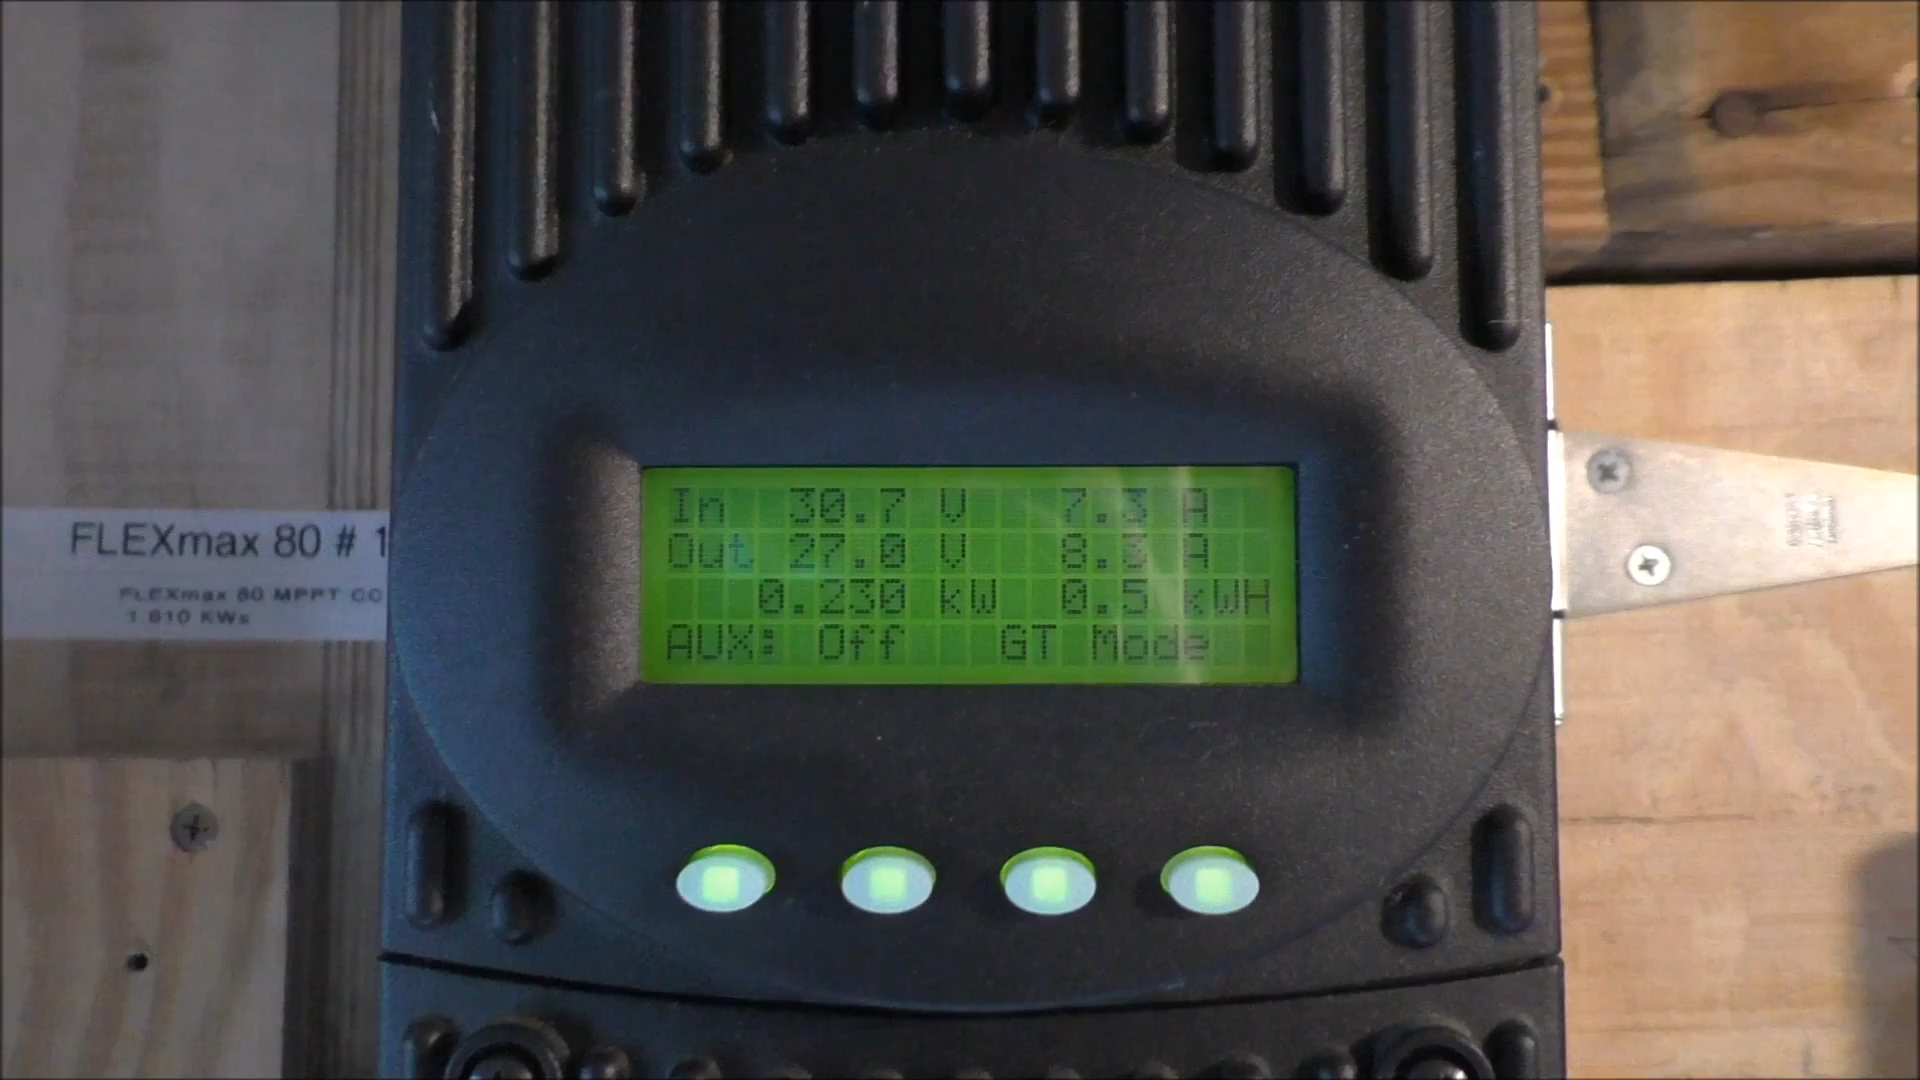 FLEXmax 80 # 1
FLEXmax 80 MPPT CC
1.610 KWs
In 30.7 V 7.3 A
Out 27.0 V 8.3 A
0.230 kW 0.5 kWH
AUX: Off GT Mode